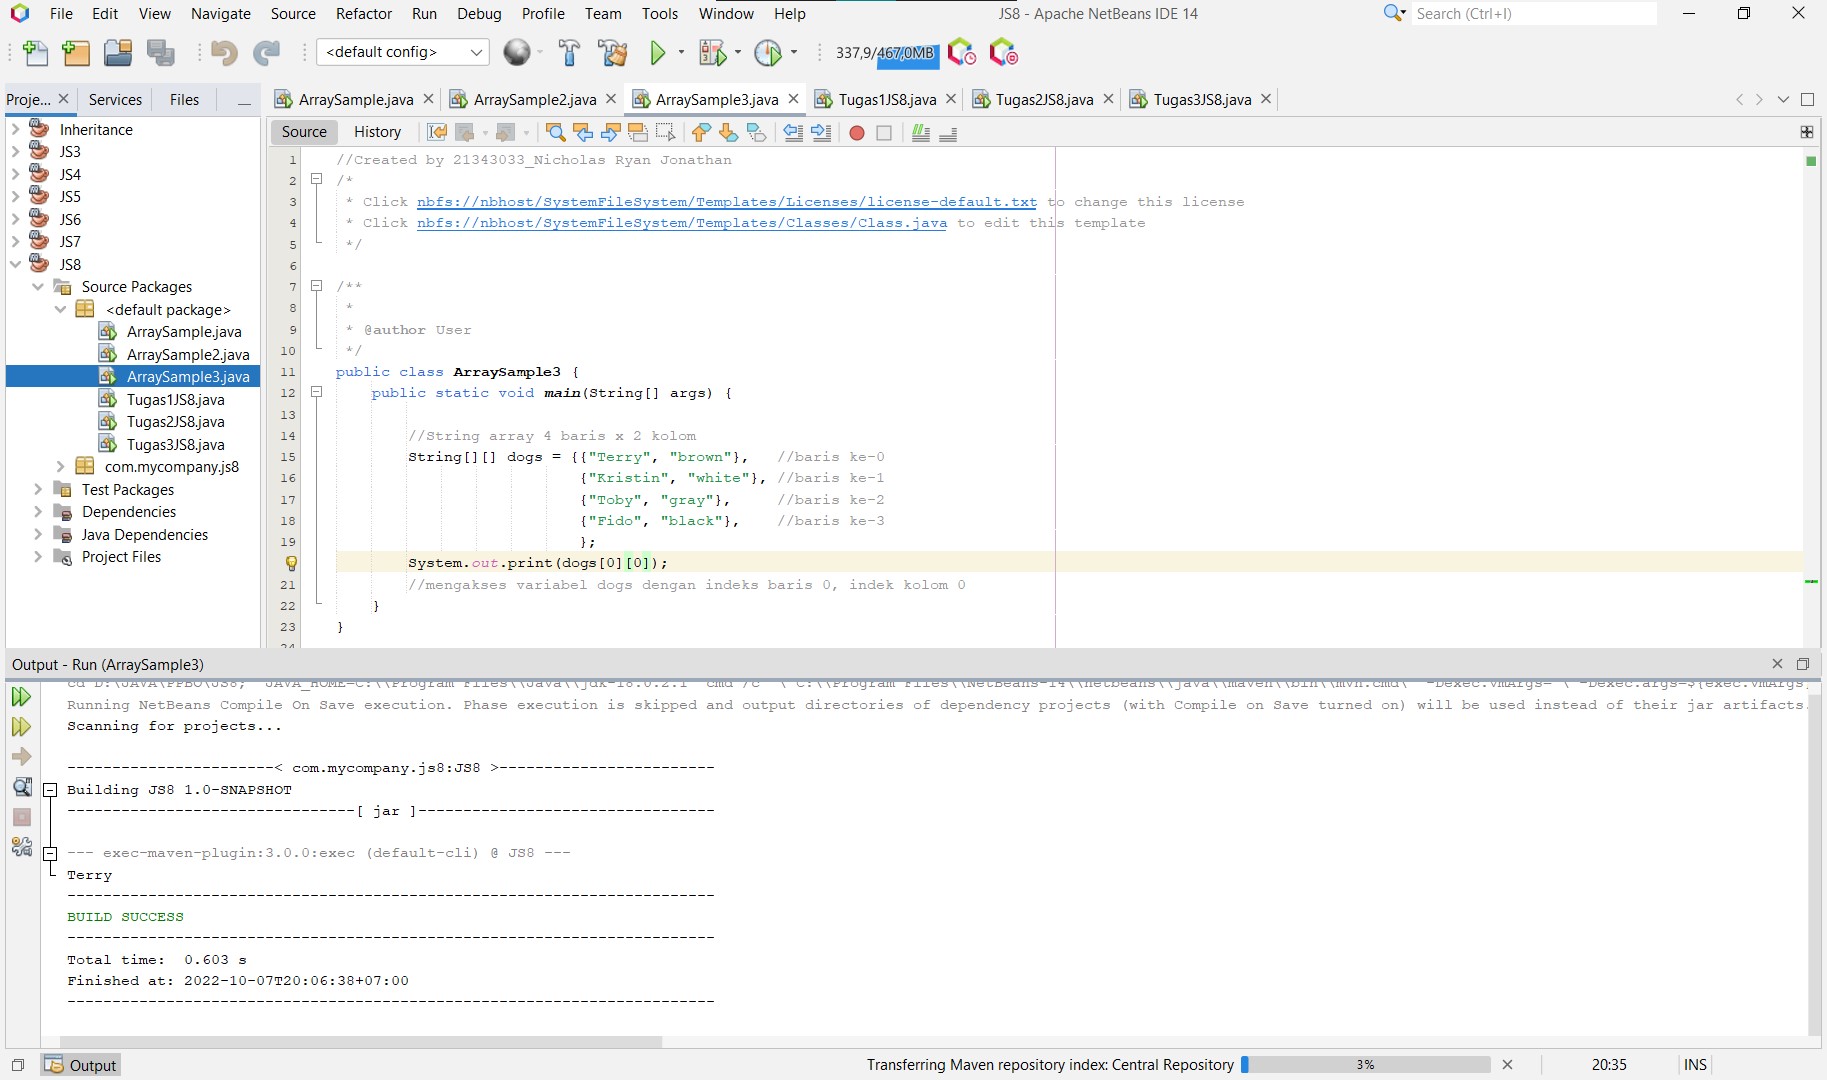 File Edit View Navigate Source Refactor Run Debug Profile Team Tools Window Help JS8 - Apache NetBeans IDE 14 Search (Ctrl+I)
<default config> 337,9/467,0MB
Proje... Services Files ArraySample.java ArraySample2.java ArraySample3.java Tugas1JS8.java Tugas2JS8.java Tugas3JS8.java
Source History
Inheritance
JS3
JS4
JS5
JS6
JS7
JS8
Source Packages
<default package>
ArraySample.java
ArraySample2.java
ArraySample3.java
Tugas1JS8.java
Tugas2JS8.java
Tugas3JS8.java
com.mycompany.js8
Test Packages
Dependencies
Java Dependencies
Project Files
1 //Created by 21343033_Nicholas Ryan Jonathan
2 /*
3 * Click nbfs://nbhost/SystemFileSystem/Templates/Licenses/license-default.txt to change this license
4 * Click nbfs://nbhost/SystemFileSystem/Templates/Classes/Class.java to edit this template
5 */
6
7 /**
8 *
9 * @author User
10 */
11 public class ArraySample3 {
12 public static void main(String[] args) {
13
14 //String array 4 baris x 2 kolom
15 String[][] dogs = {{"Terry", "brown"}, //baris ke-0
16 {"Kristin", "white"}, //baris ke-1
17 {"Toby", "gray"}, //baris ke-2
18 {"Fido", "black"}, //baris ke-3
19 };
System.out.print(dogs[0][0]);
21 //mengakses variabel dogs dengan indeks baris 0, indek kolom 0
22 }
23 }
24
Output - Run (ArraySample3)
cd D:\JAVA\PPBO\JS8; JAVA_HOME=C:\\Program Files\\Java\\jdk-18.0.2.1 cmd /c "\"C:\\Program Files\\NetBeans-14\\netbeans\\java\\maven\\bin\\mvn.cmd\" -Dexec.vmArgs= \"-Dexec.args=${exec.vmArgs
Running NetBeans Compile On Save execution. Phase execution is skipped and output directories of dependency projects (with Compile on Save turned on) will be used instead of their jar artifacts.
Scanning for projects...
-----------------------< com.mycompany.js8:JS8 >------------------------
Building JS8 1.0-SNAPSHOT
--------------------------------[ jar ]---------------------------------
--- exec-maven-plugin:3.0.0:exec (default-cli) @ JS8 ---
Terry
------------------------------------------------------------------------
BUILD SUCCESS
------------------------------------------------------------------------
Total time: 0.603 s
Finished at: 2022-10-07T20:06:38+07:00
------------------------------------------------------------------------
Output Transferring Maven repository index: Central Repository 3% 20:35 INS